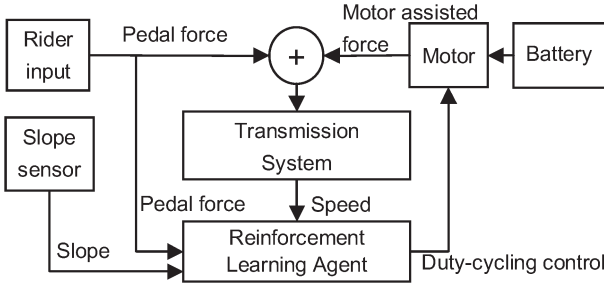 Rider
input
Pedal force
+
Motor assisted
force
Motor
Battery
Slope
sensor
Transmission
System
Pedal force
Speed
Slope
Reinforcement
Learning Agent
Duty-cycling control